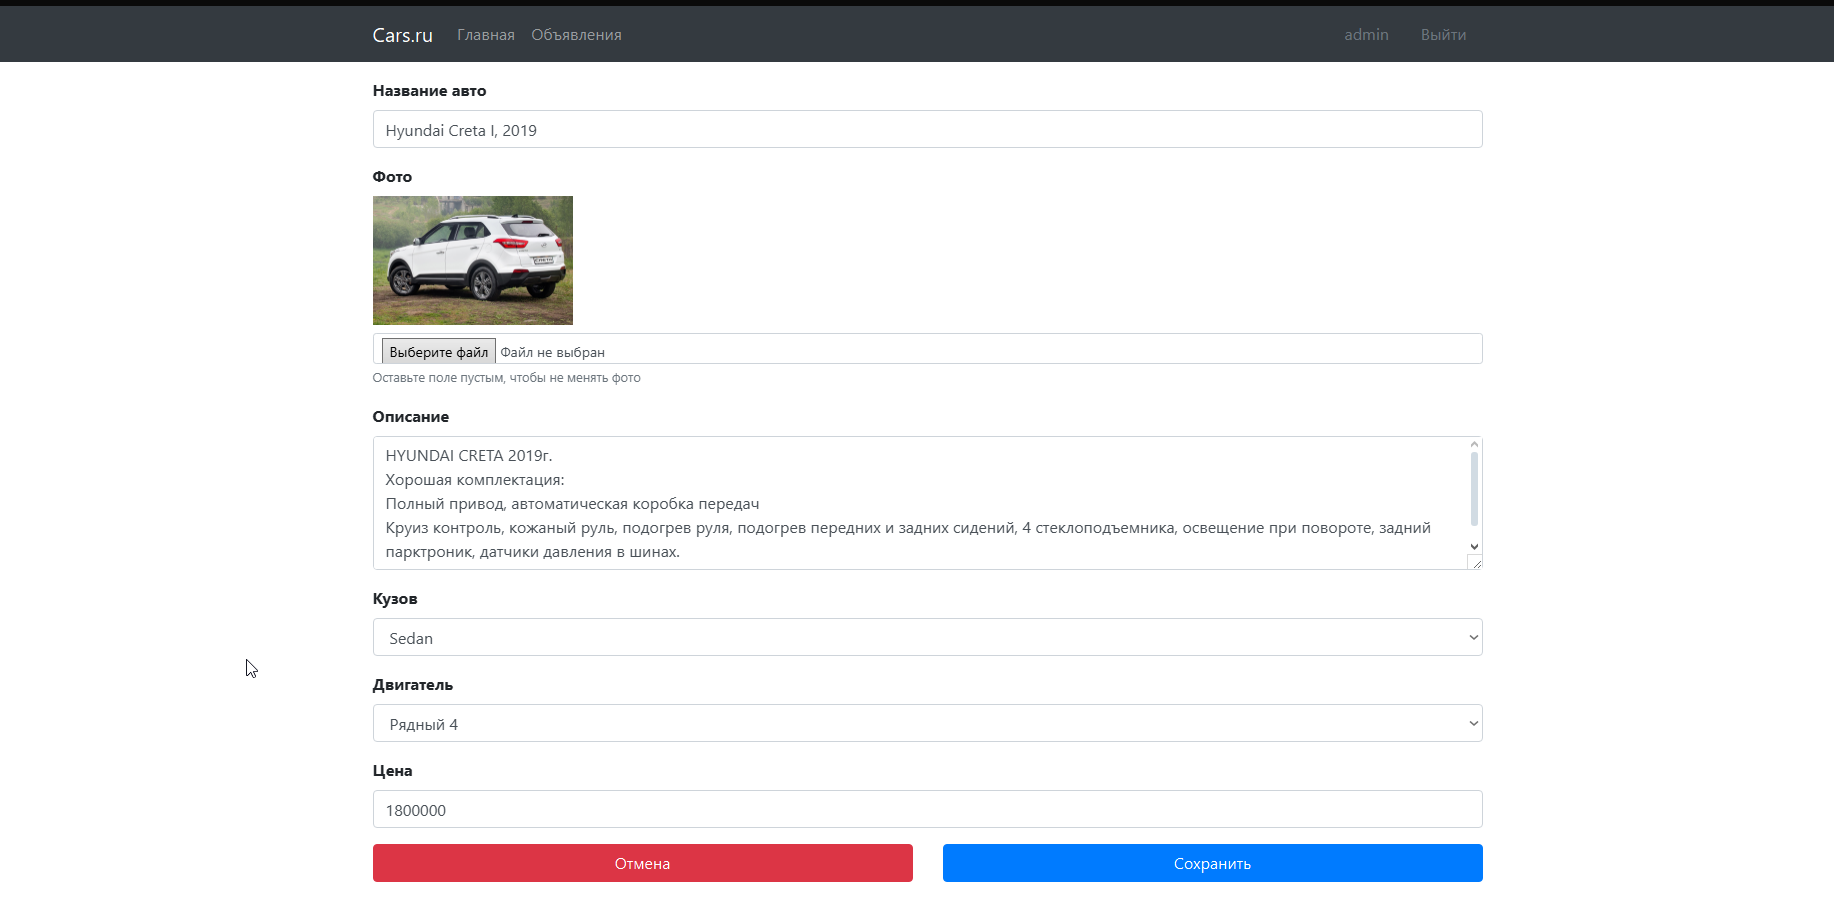 Cars.ru Главная Объявления admin Выйти
Название авто
Hyundai Creta I, 2019
Фото
Выберите файл Файл не выбран
Оставьте поле пустым, чтобы не менять фото
Описание
HYUNDAI CRETA 2019г.
Хорошая комплектация:
Полный привод, автоматическая коробка передач
Круиз контроль, кожаный руль, подогрев руля, подогрев передних и задних сидений, 4 стеклоподъемника, освещение при повороте, задний
парктроник, датчики давления в шинах.
Кузов
Sedan
Двигатель
Рядный 4
Цена
1800000
Отмена Сохранить